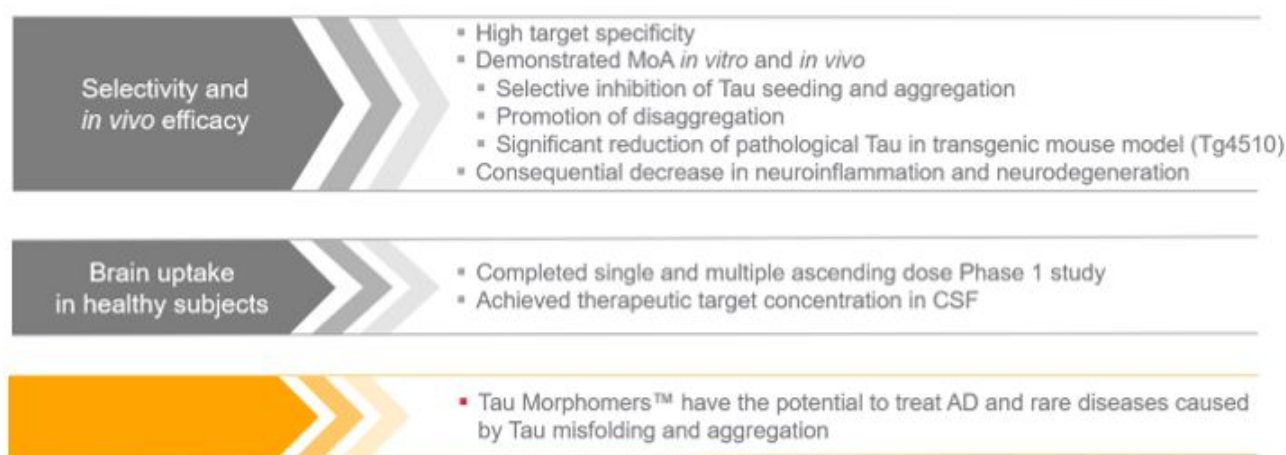 Selectivity and
in vivo efficacy
▪ High target specificity
▪ Demonstrated MoA in vitro and in vivo
▪ Selective inhibition of Tau seeding and aggregation
▪ Promotion of disaggregation
▪ Significant reduction of pathological Tau in transgenic mouse model (Tg4510)
▪ Consequential decrease in neuroinflammation and neurodegeneration
Brain uptake
in healthy subjects
▪ Completed single and multiple ascending dose Phase 1 study
▪ Achieved therapeutic target concentration in CSF
▪ Tau Morphomers™ have the potential to treat AD and rare diseases caused
by Tau misfolding and aggregation